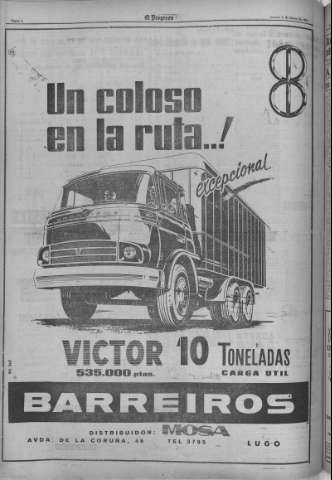 El Progreso
8
Un coloso
en la ruta...!
excepcional
VICTOR 10 TONELADAS
535.000 ptas. CARGA UTIL
BARREIROS
DISTRIBUIDOR: MOSA
AVDA. DE LA CORUÑA, 46 TEL 3795 LUGO